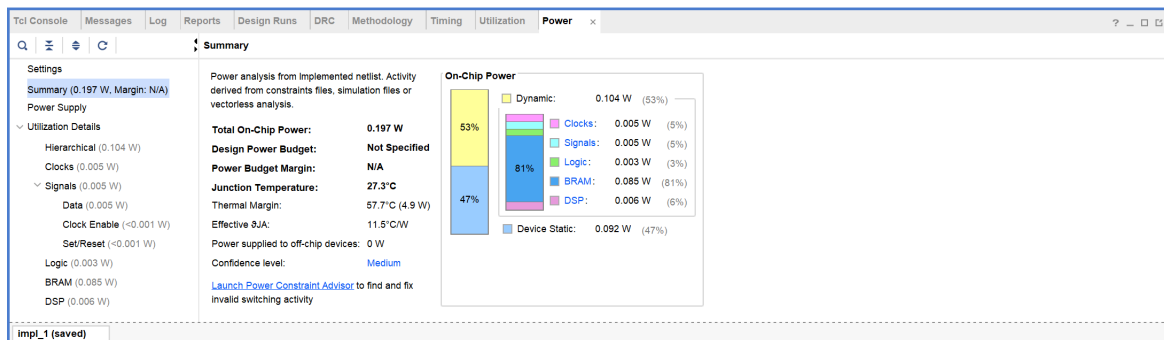 Tcl Console Messages Log Reports Design Runs DRC Methodology Timing Utilization Power × ? _
Summary
Settings
Summary (0.197 W, Margin: N/A)
Power Supply
Utilization Details
Hierarchical (0.104 W)
Clocks (0.005 W)
Signals (0.005 W)
Data (0.005 W)
Clock Enable (<0.001 W)
Set/Reset (<0.001 W)
Logic (0.003 W)
BRAM (0.085 W)
DSP (0.006 W)
Power analysis from Implemented netlist. Activity
derived from constraints files, simulation files or
vectorless analysis.
Total On-Chip Power: 0.197 W
Design Power Budget: Not Specified
Power Budget Margin: N/A
Junction Temperature: 27.3°C
Thermal Margin: 57.7°C (4.9 W)
Effective ϑJA: 11.5°C/W
Power supplied to off-chip devices: 0 W
Confidence level: Medium
Launch Power Constraint Advisor to find and fix
invalid switching activity
On-Chip Power
53%
47%
Dynamic: 0.104 W (53%)
81%
Clocks: 0.005 W (5%)
Signals: 0.005 W (5%)
Logic: 0.003 W (3%)
BRAM: 0.085 W (81%)
DSP: 0.006 W (6%)
Device Static: 0.092 W (47%)
impl_1 (saved)